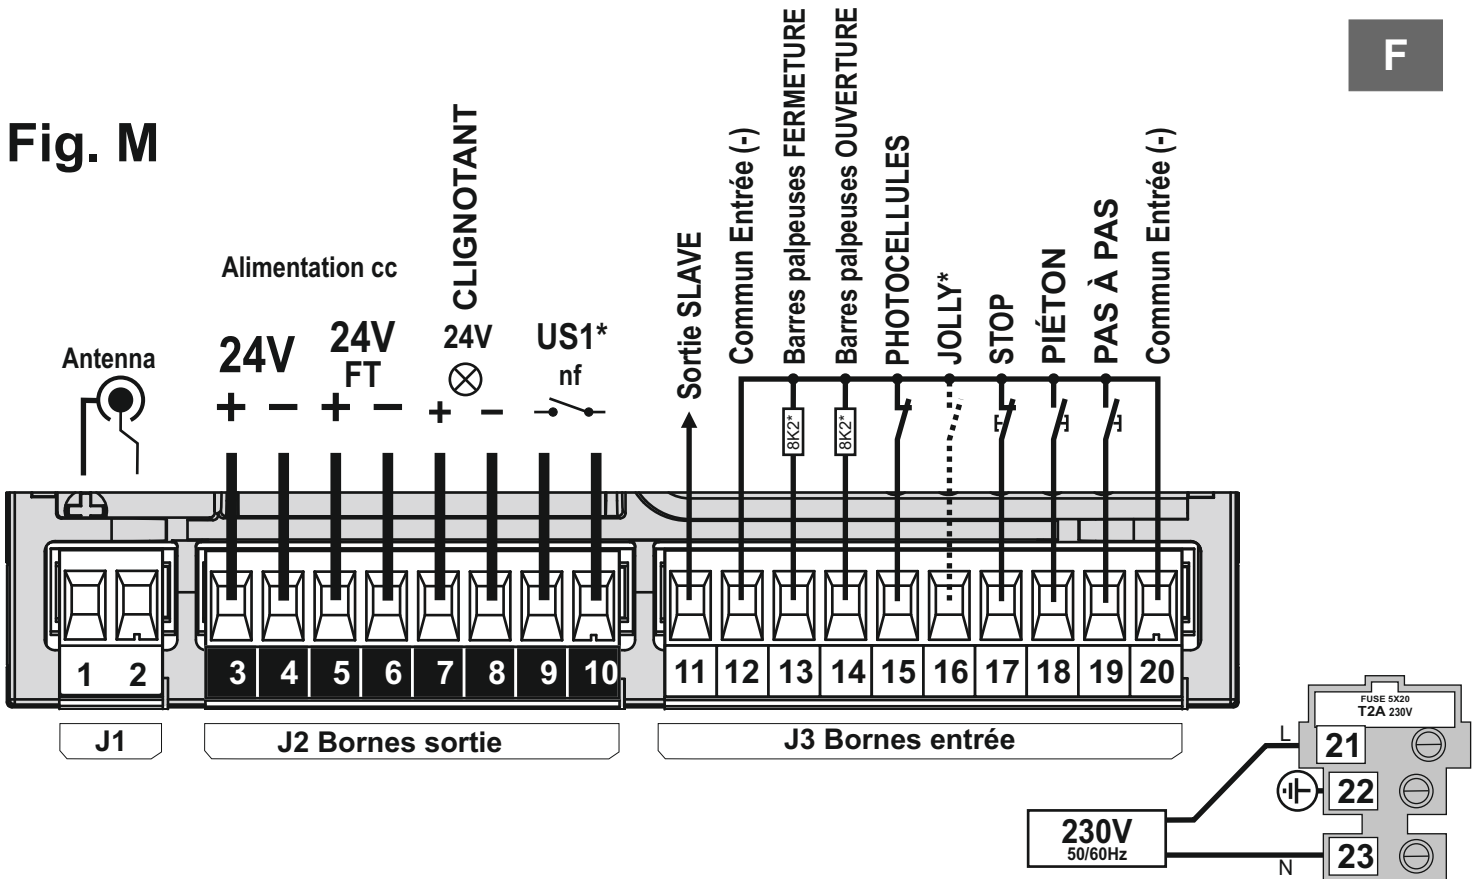 F
Fig. M
Antenna
Alimentation cc
24V
+ −
24V
FT
+ −
CLIGNOTANT
24V
+ −
US1*
nf
Sortie SLAVE
Commun Entrée (-)
Barres palpeuses FERMETURE
Barres palpeuses OUVERTURE
PHOTOCELLULES
JOLLY*
STOP
PIÉTON
PAS À PAS
Commun Entrée (-)
8K2*
8K2*
1 2
3 4 5 6 7 8 9 10
11 12 13 14 15 16 17 18 19 20
J1
J2 Bornes sortie
J3 Bornes entrée
FUSE 5X20
T2A 230V
L
21
22
23
N
230V
50/60Hz